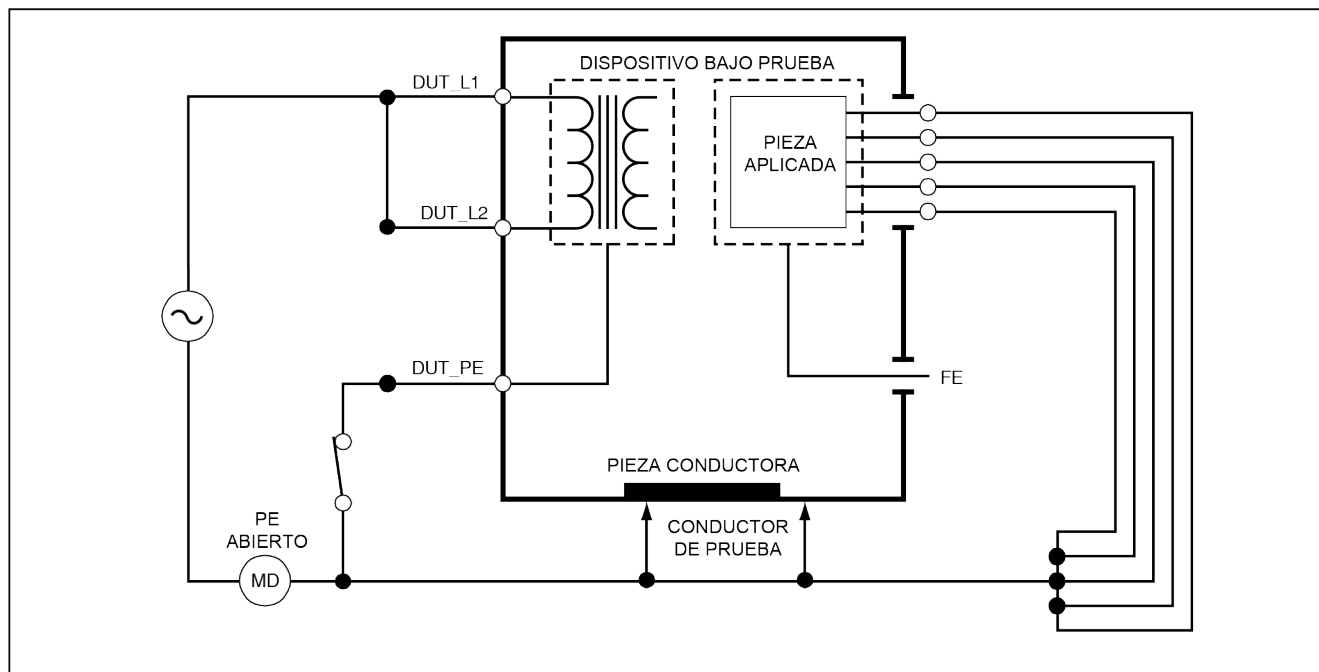 DISPOSITIVO BAJO PRUEBA
DUT_L1
PIEZA
APLICADA
DUT_L2
DUT_PE
FE
PIEZA CONDUCTORA
PE
ABIERTO
CONDUCTOR
DE PRUEBA
MD